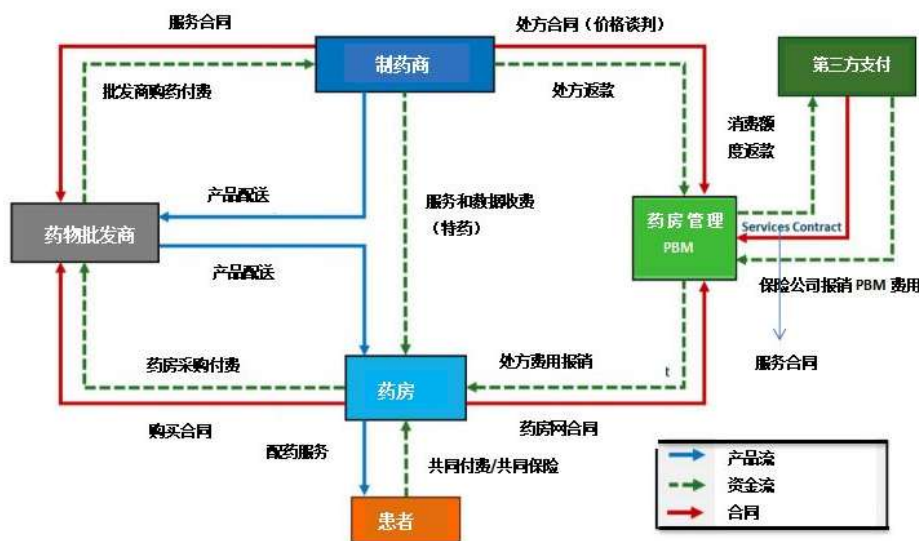 服务合同
处方合同（价格谈判）
制药商
第三方支付
批发商购药付费
处方返款
消费额
度返款
产品配送
服务和数据收费
（特药）
药物批发商
药房管理
PBM
Services Contract
产品配送
保险公司报销 PBM 费用
药房采购付费
处方费用报销
t
服务合同
药房
购买合同
药房网合同
配药服务
共同付费/共同保险
产品流
资金流
合同
患者